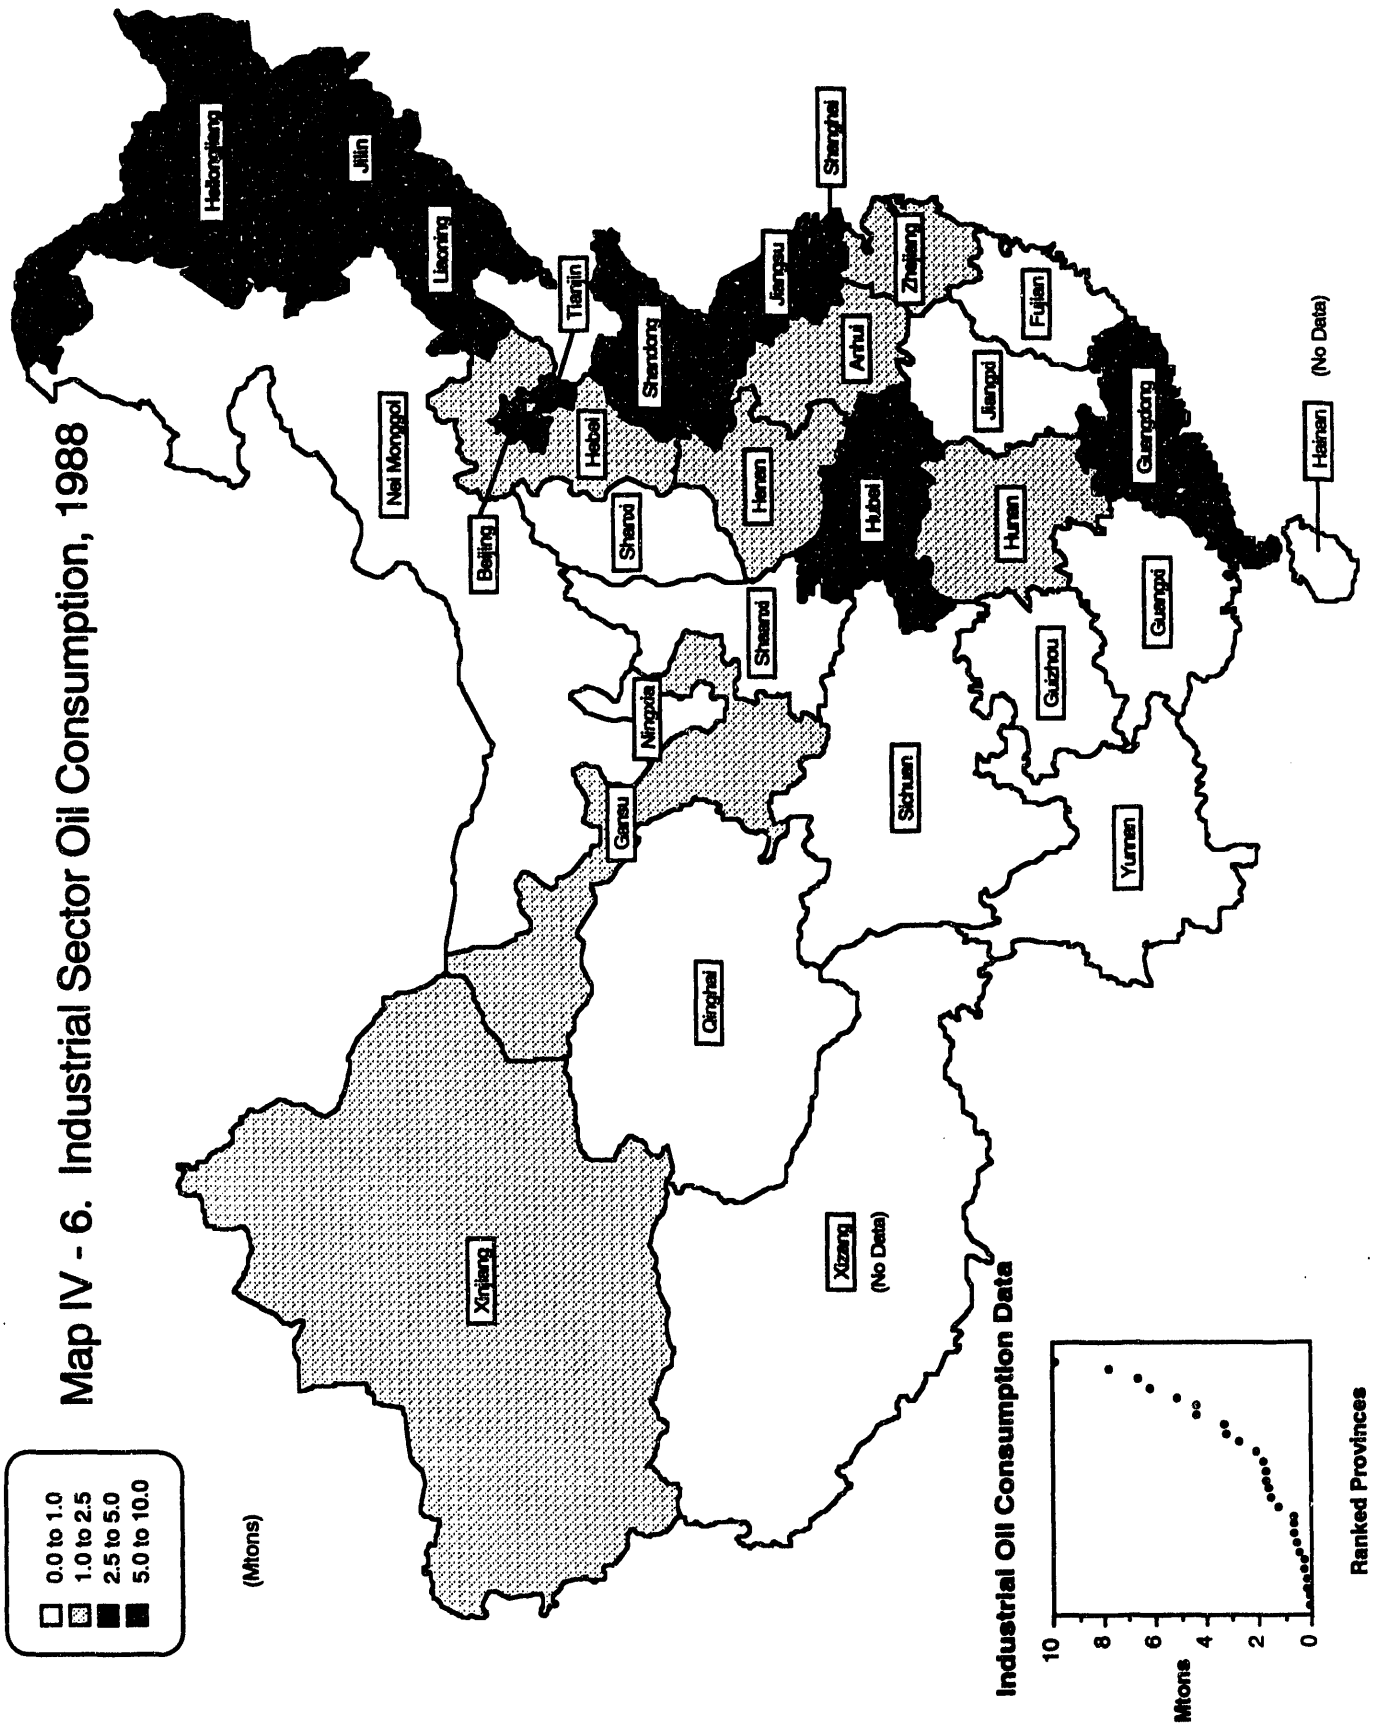 Map IV - 6. Industrial Sector Oil Consumption, 1988
0.0 to 1.0
1.0 to 2.5
2.5 to 5.0
5.0 to 10.0
(Mtons)
Heilongjiang
Jilin
Liaoning
Nei Monggol
Beijing
Tianjin
Hebei
Shanxi
Shandong
Xinjiang
Gansu
Ningxia
Shaanxi
Henan
Jiangsu
Shanghai
Qinghai
Anhui
Hubei
Zhejiang
Xizang
(No Data)
Sichuan
Jiangxi
Hunan
Fujian
Guizhou
Yunnan
Guangxi
Guangdong
Hainan
(No Data)
Industrial Oil Consumption Data
10
8
6
4
2
0
Mtons
Ranked Provinces